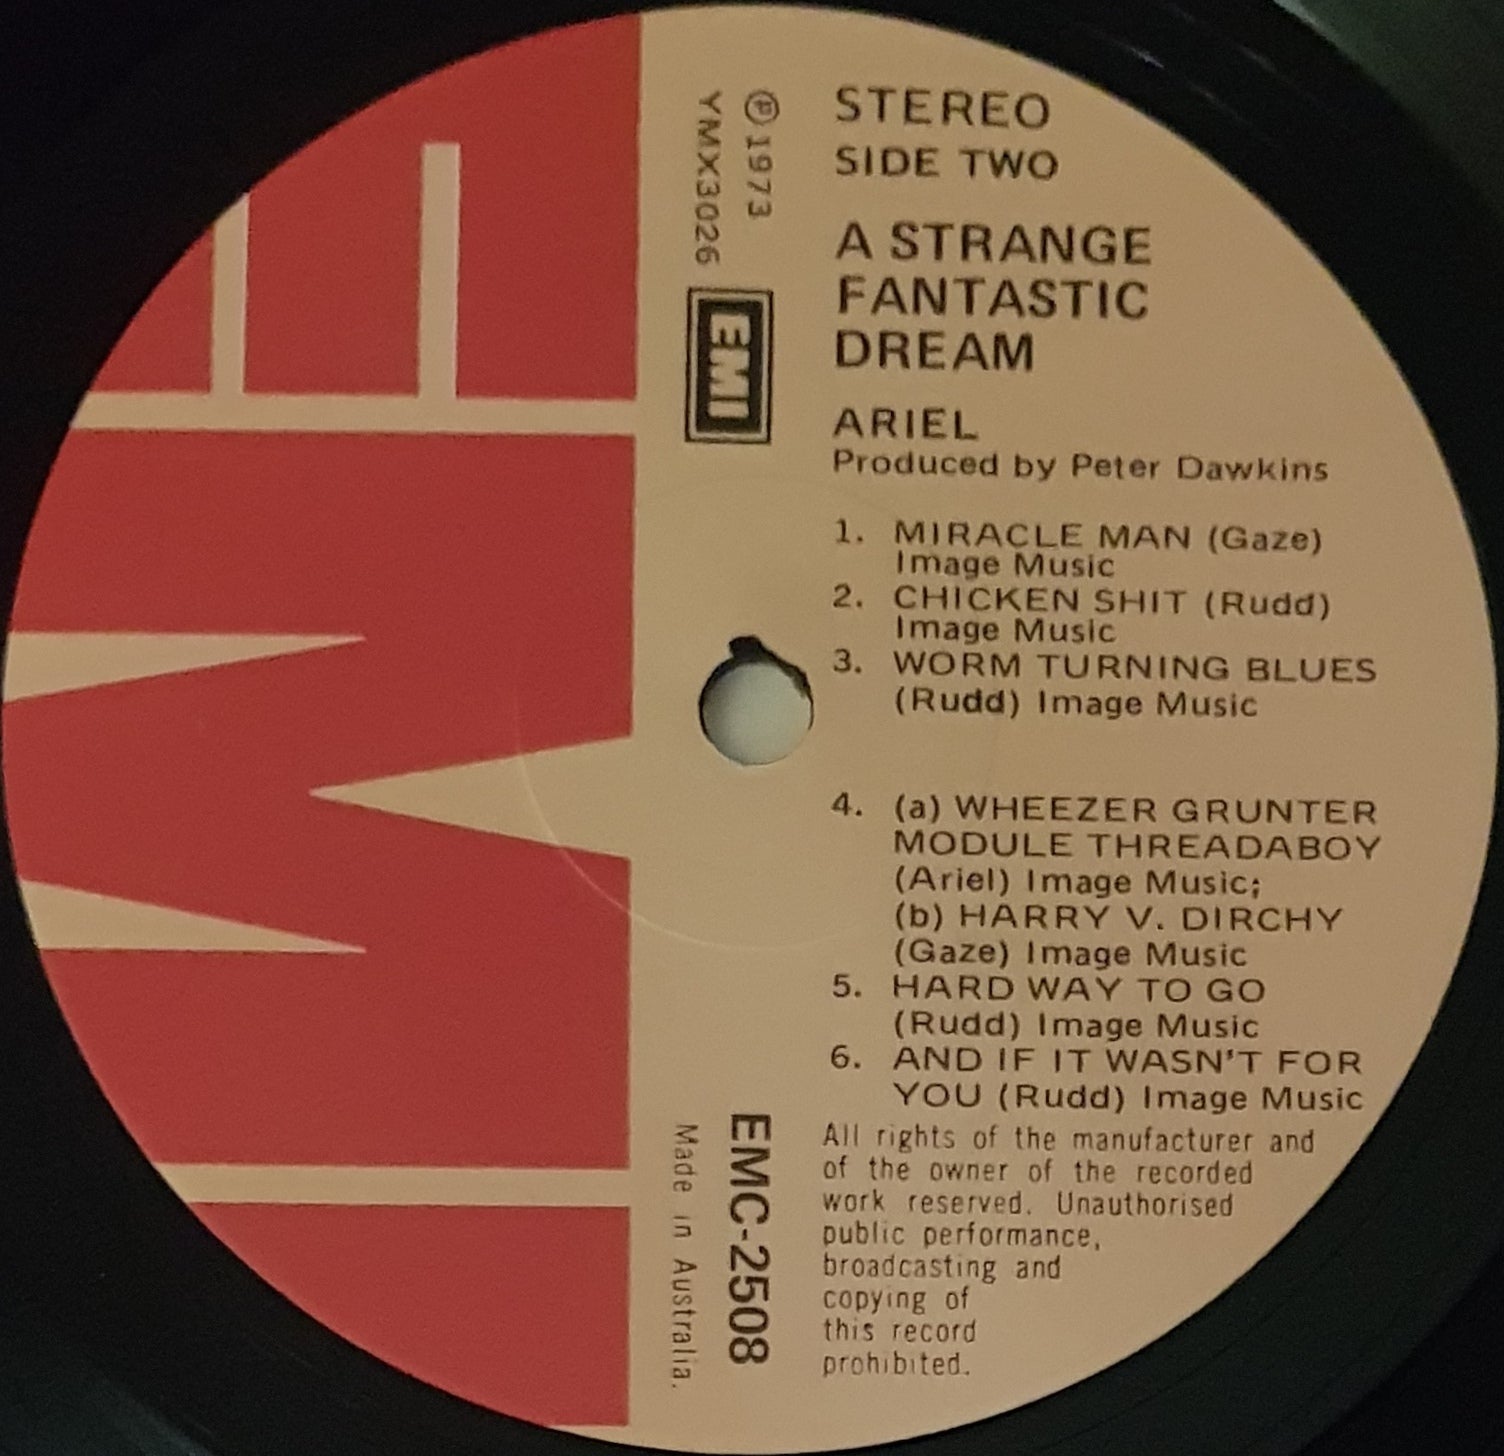 STEREO
SIDE TWO
A STRANGE
FANTASTIC
DREAM
ARIEL
Produced by Peter Dawkins
1. MIRACLE MAN (Gaze)
Image Music
2. CHICKEN SHIT (Rudd)
Image Music
3. WORM TURNING BLUES
(Rudd) Image Music
4. (a) WHEEZER GRUNTER
MODULE THREADABOY
(Ariel) Image Music;
(b) HARRY V. DIRCHY
(Gaze) Image Music
5. HARD WAY TO GO
(Rudd) Image Music
6. AND IF IT WASN'T FOR
YOU (Rudd) Image Music
All rights of the manufacturer and
of the owner of the recorded
work reserved. Unauthorised
public performance,
broadcasting and
copying of
this record
prohibited.
℗ 1973
YMX3026
EMI
EMC-2508
Made in Australia.
EMI